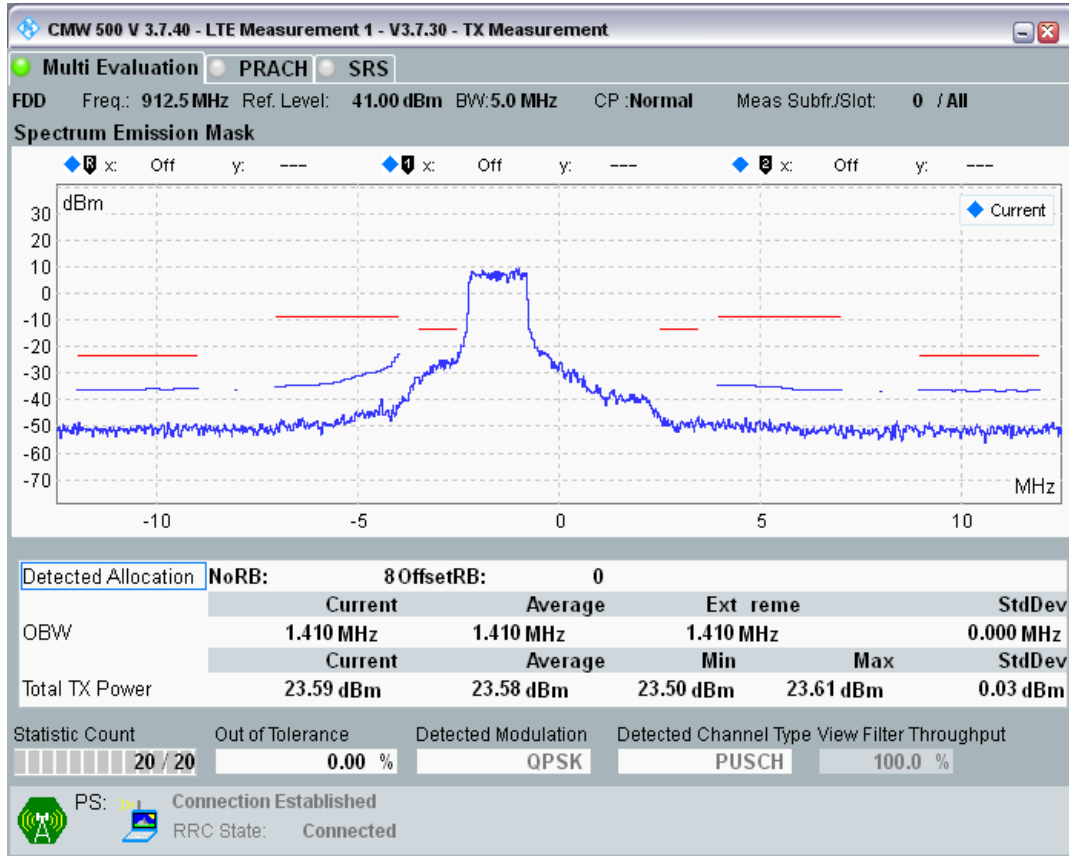 CMW 500 V 3.7.40 - LTE Measurement 1 - V3.7.30 - TX Measurement
Multi Evaluation PRACH SRS
FDD Freq.: 912.5 MHz Ref. Level: 41.00 dBm BW: 5.0 MHz CP : Normal Meas Subfr./Slot: 0 / All
Spectrum Emission Mask
R x: Off y: --- 1 x: Off y: --- 2 x: Off y: ---
dBm
Current
30
20
10
0
-10
-20
-30
-40
-50
-60
-70
MHz
-10 -5 0 5 10
Detected Allocation NoRB: 8 OffsetRB: 0
Current Average Ext reme StdDev
OBW 1.410 MHz 1.410 MHz 1.410 MHz 0.000 MHz
Current Average Min Max StdDev
Total TX Power 23.59 dBm 23.58 dBm 23.50 dBm 23.61 dBm 0.03 dBm
Statistic Count Out of Tolerance Detected Modulation Detected Channel Type View Filter Throughput
20 / 20 0.00 % QPSK PUSCH 100.0 %
PS: Connection Established
RRC State: Connected